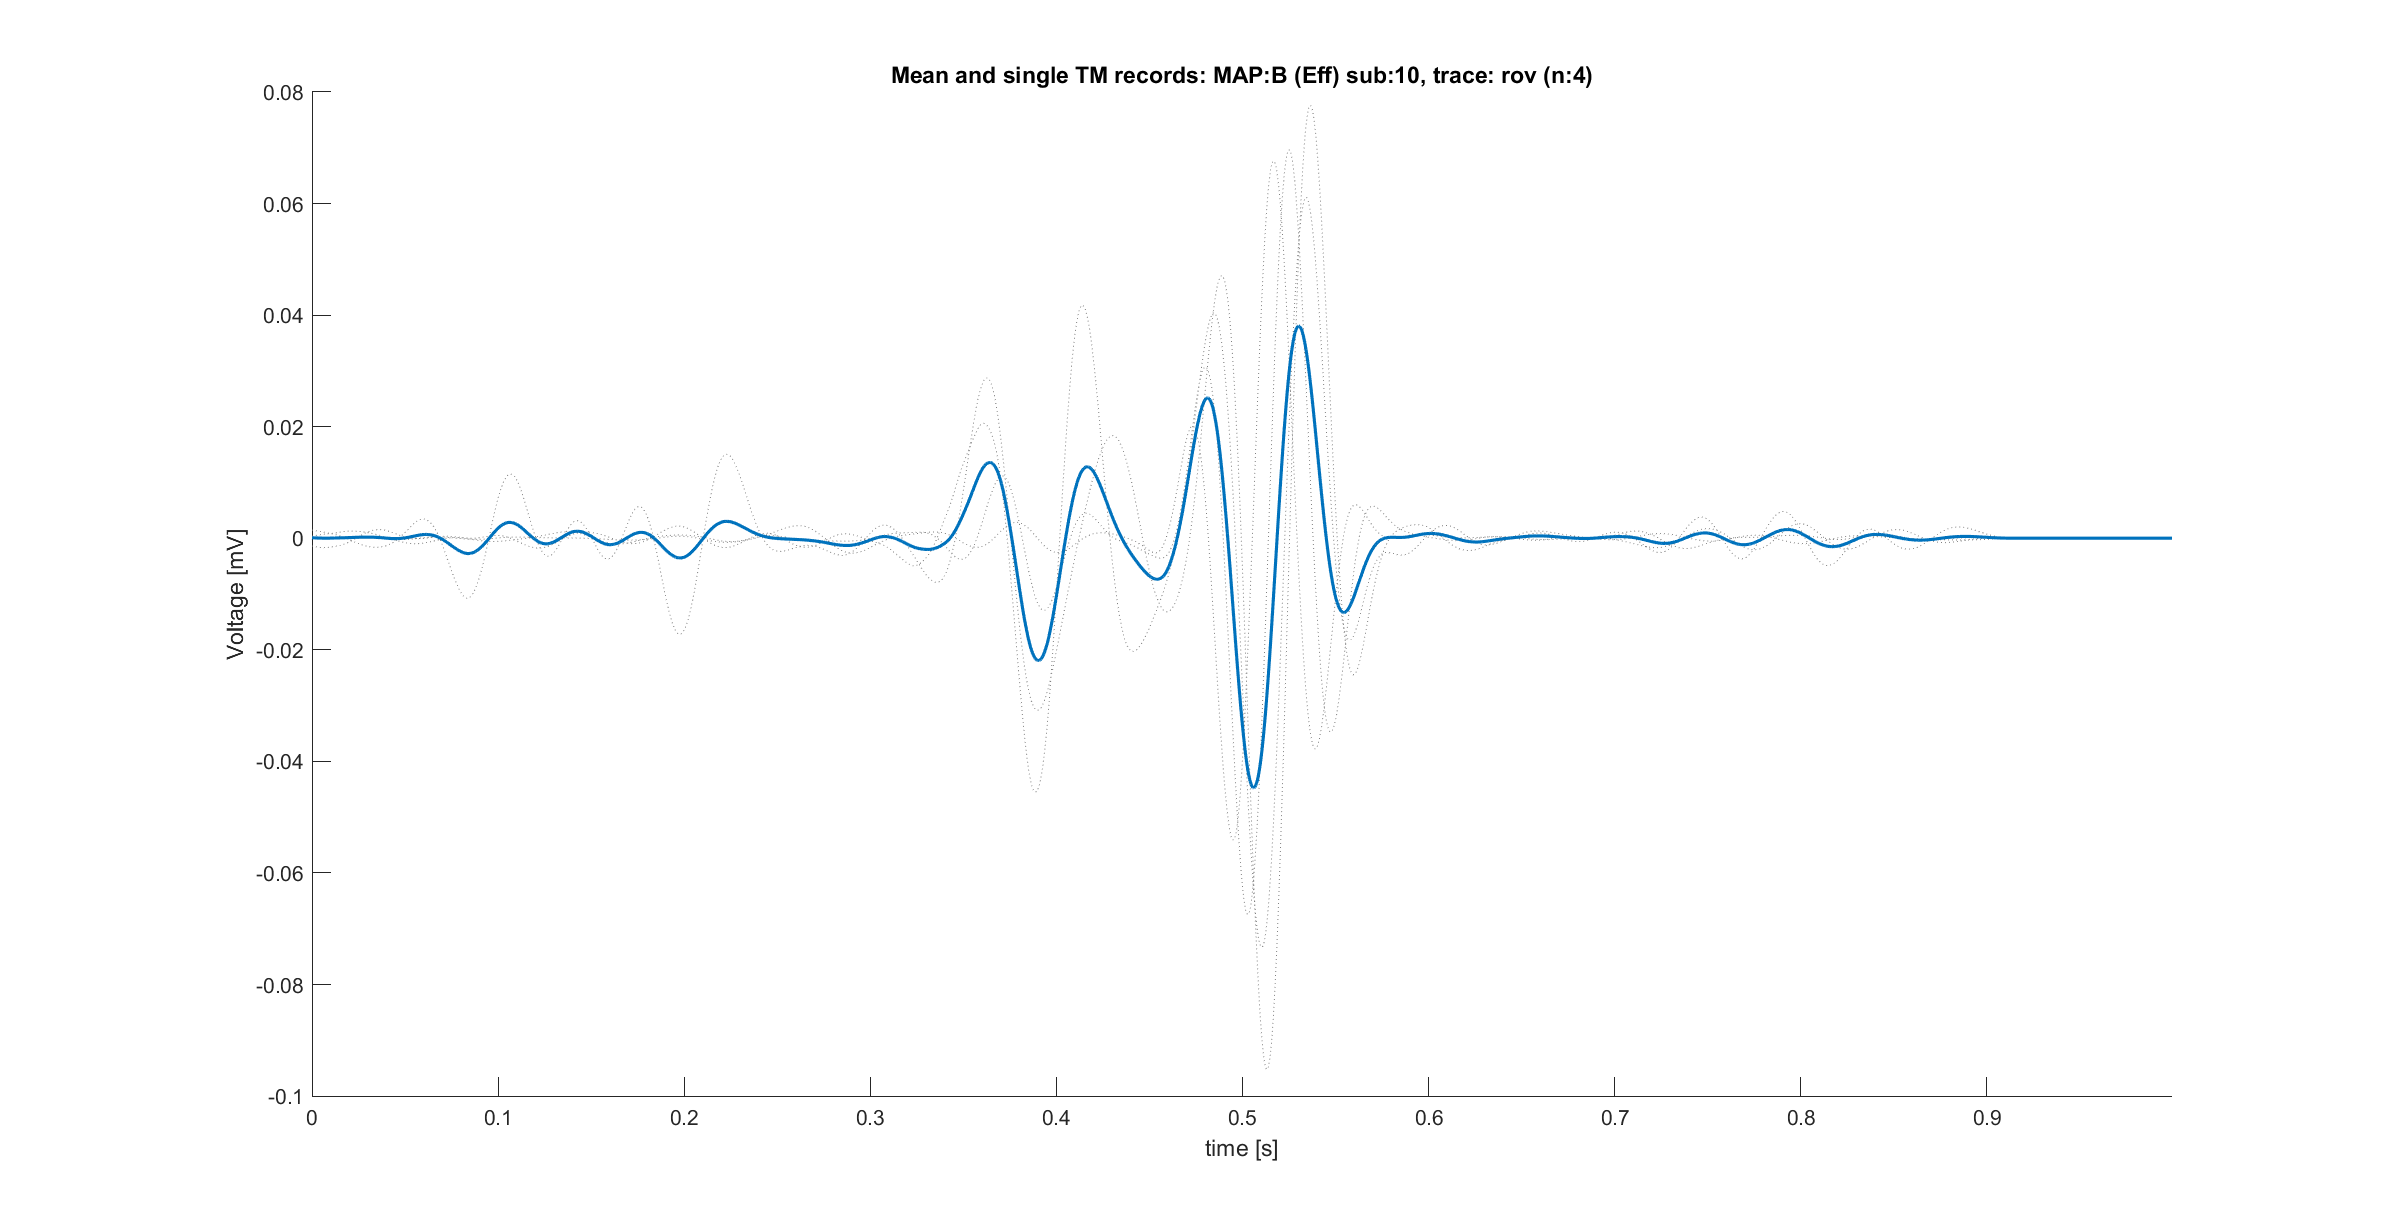 Mean and single TM records: MAP:B (Eff) sub:10, trace: rov (n:4)
0.08
0.06
0.04
0.02
0
-0.02
-0.04
-0.06
-0.08
-0.1
Voltage [mV]
0 0.1 0.2 0.3 0.4 0.5 0.6 0.7 0.8 0.9
time [s]